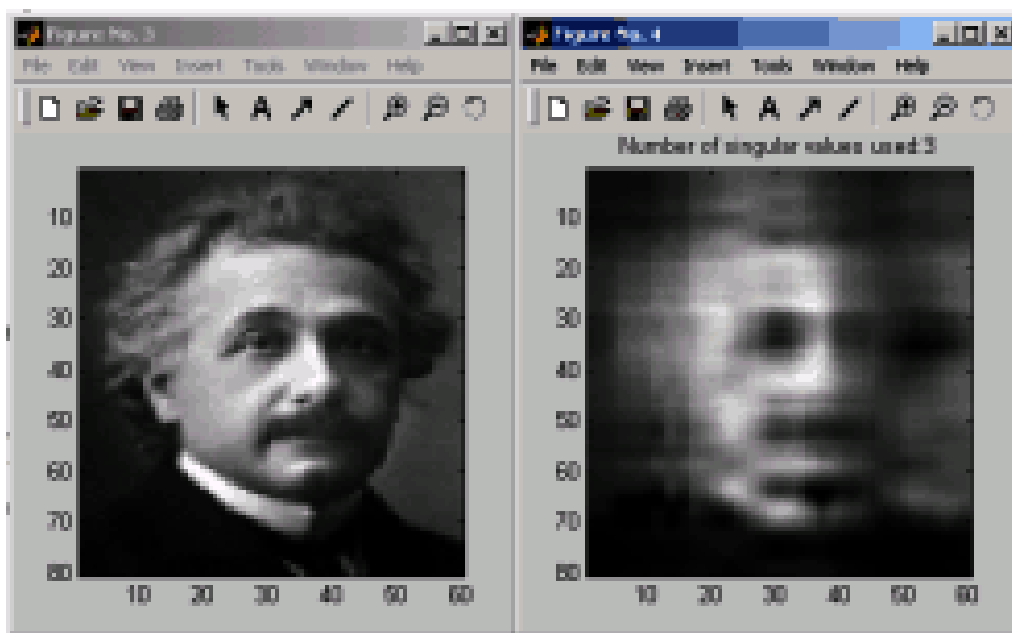 Figure No. 3
File Edit View Insert Tools Window Help
A
10
20
30
40
50
60
70
80
10 20 30 40 50 60
Figure No. 4
File Edit View Insert Tools Window Help
A
Number of singular values used:3
10
20
30
40
50
60
70
80
10 20 30 40 50 60